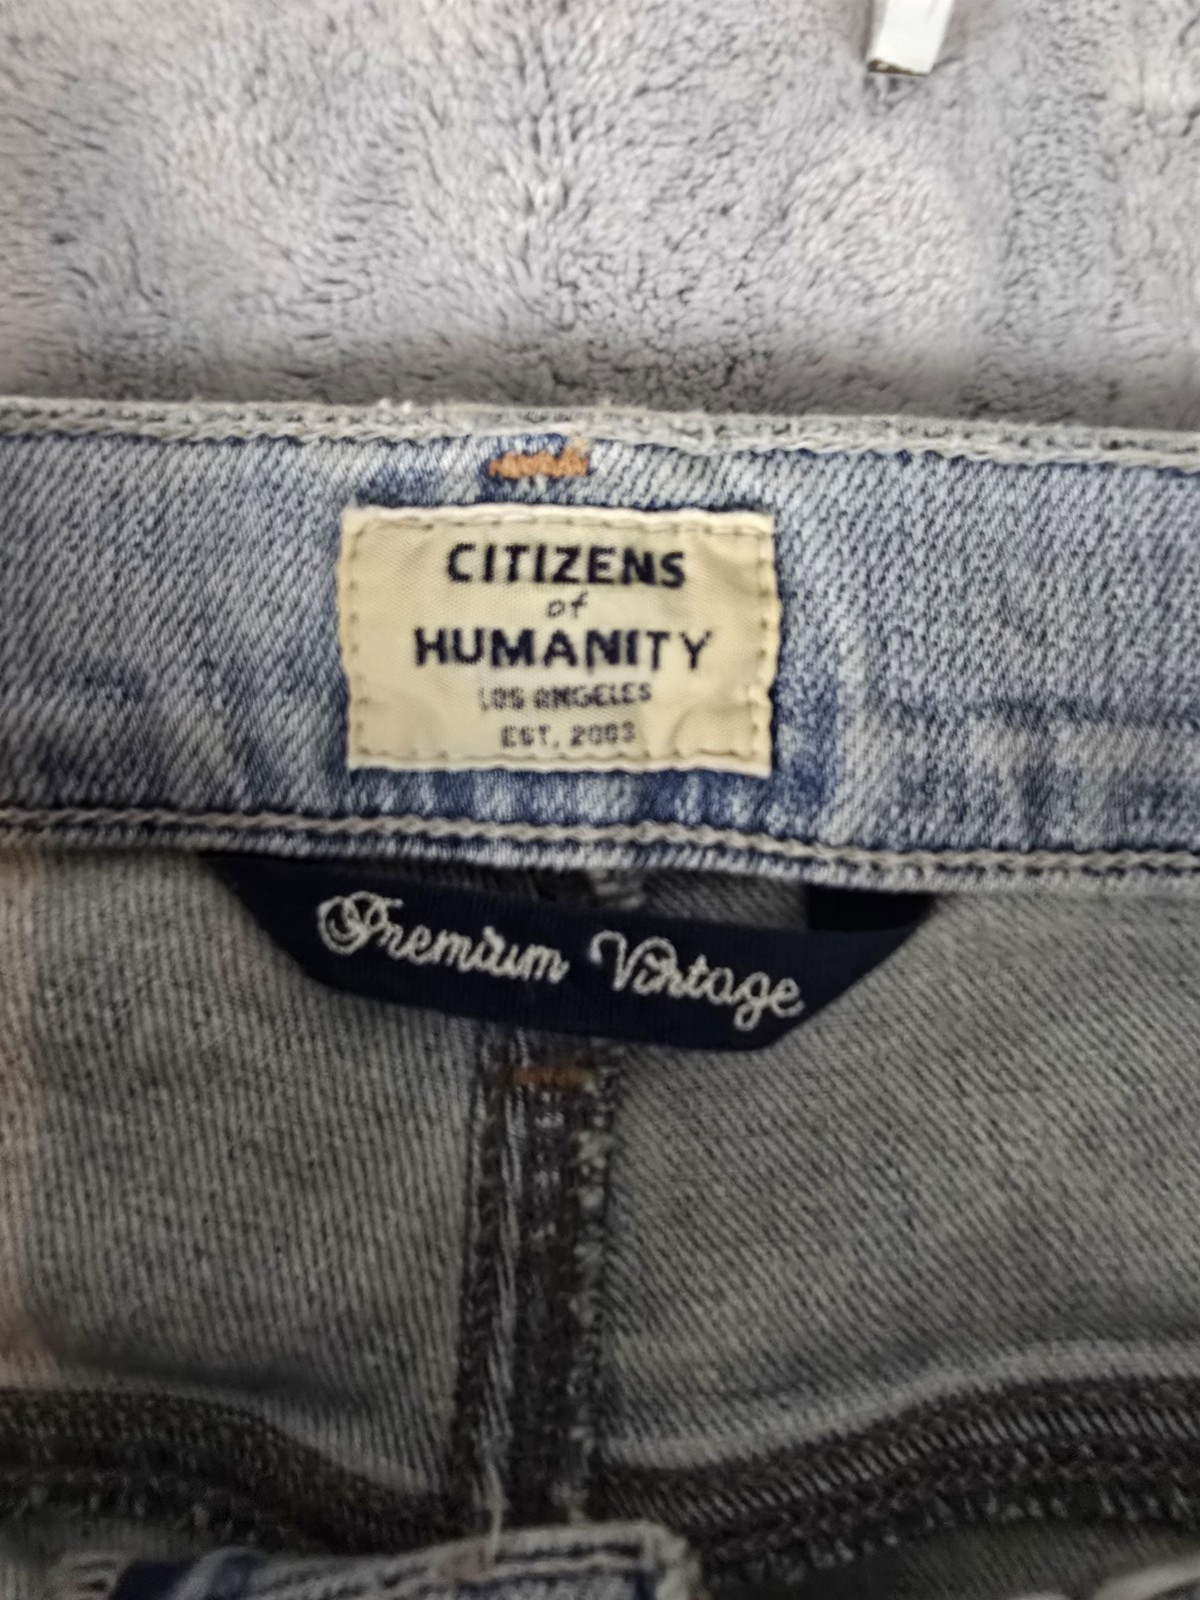 CITIZENS
of
HUMANITY
LOS ANGELES
EST. 2003
Premium Vintage